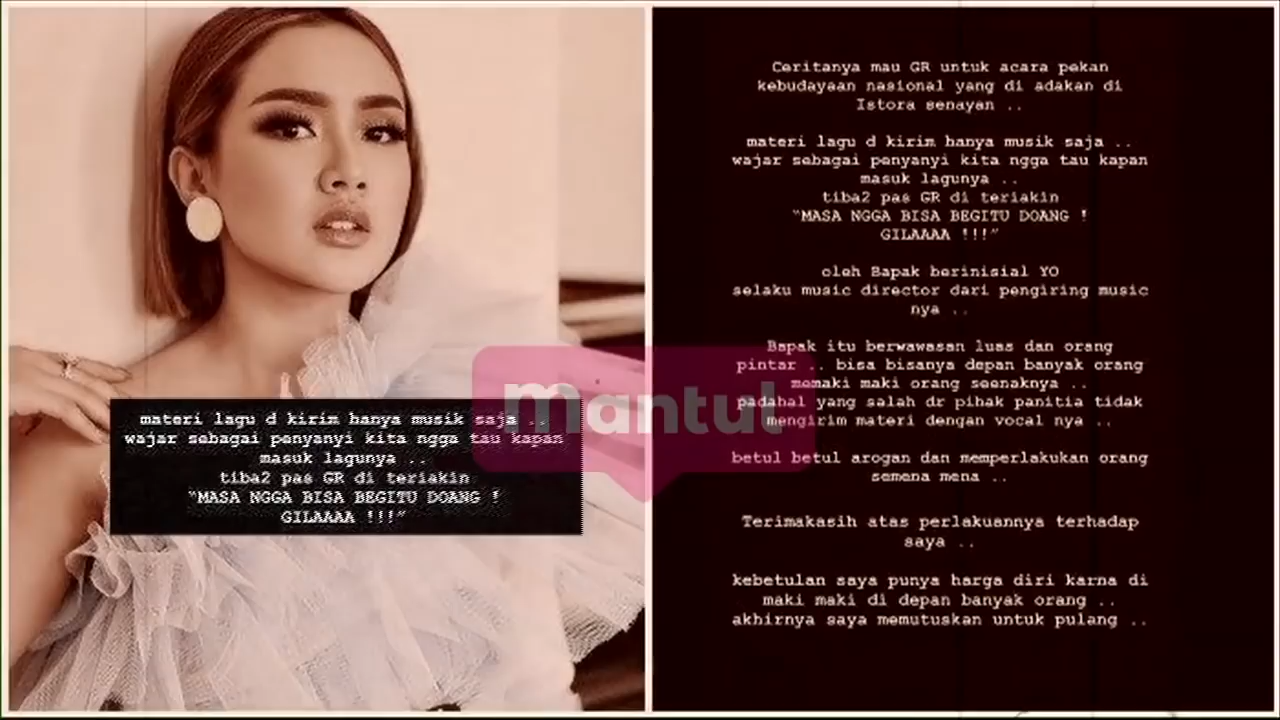 materi lagu d kirim hanya musik saja ..
wajar sebagai penyanyi kita ngga tau kapan
masuk lagunya ..
tiba2 pas GR di teriakin
“MASA NGGA BISA BEGITU DOANG !
GILAAAA !!!”
mantul
Ceritanya mau GR untuk acara pekan
kebudayaan nasional yang di adakan di
Istora senayan ..
materi lagu d kirim hanya musik saja ..
wajar sebagai penyanyi kita ngga tau kapan
masuk lagunya ..
tiba2 pas GR di teriakin
“MASA NGGA BISA BEGITU DOANG !
GILAAAA !!!”
oleh Bapak berinisial YO
selaku music director dari pengiring music
nya ..
Bapak itu berwawasan luas dan orang
pintar .. bisa bisanya depan banyak orang
memaki maki orang seenaknya ..
padahal yang salah dr pihak panitia tidak
mengirim materi dengan vocal nya ..
betul betul arogan dan memperlakukan orang
semena mena ..
Terimakasih atas perlakuannya terhadap
saya ..
kebetulan saya punya harga diri karna di
maki maki di depan banyak orang ..
akhirnya saya memutuskan untuk pulang ..